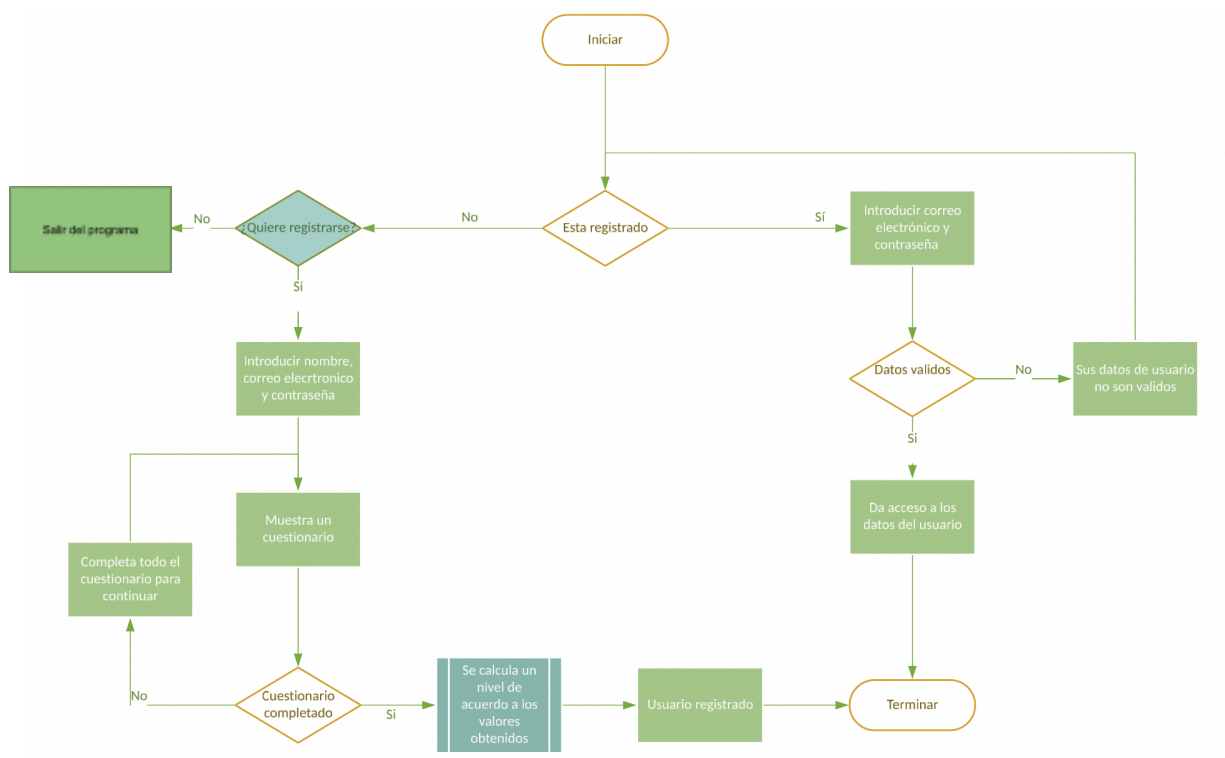 Iniciar
Salir del programa
No
¿Quiere registrarse?
No
Esta registrado
Sí
Introducir correo
electrónico y
contraseña
Si
Introducir nombre,
correo elecrtronico
y contraseña
Datos validos
No
Sus datos de usuario
no son validos
Si
Muestra un
cuestionario
Da acceso a los
datos del usuario
Completa todo el
cuestionario para
continuar
No
Cuestionario
completado
Si
Se calcula un
nivel de
acuerdo a los
valores
obtenidos
Usuario registrado
Terminar